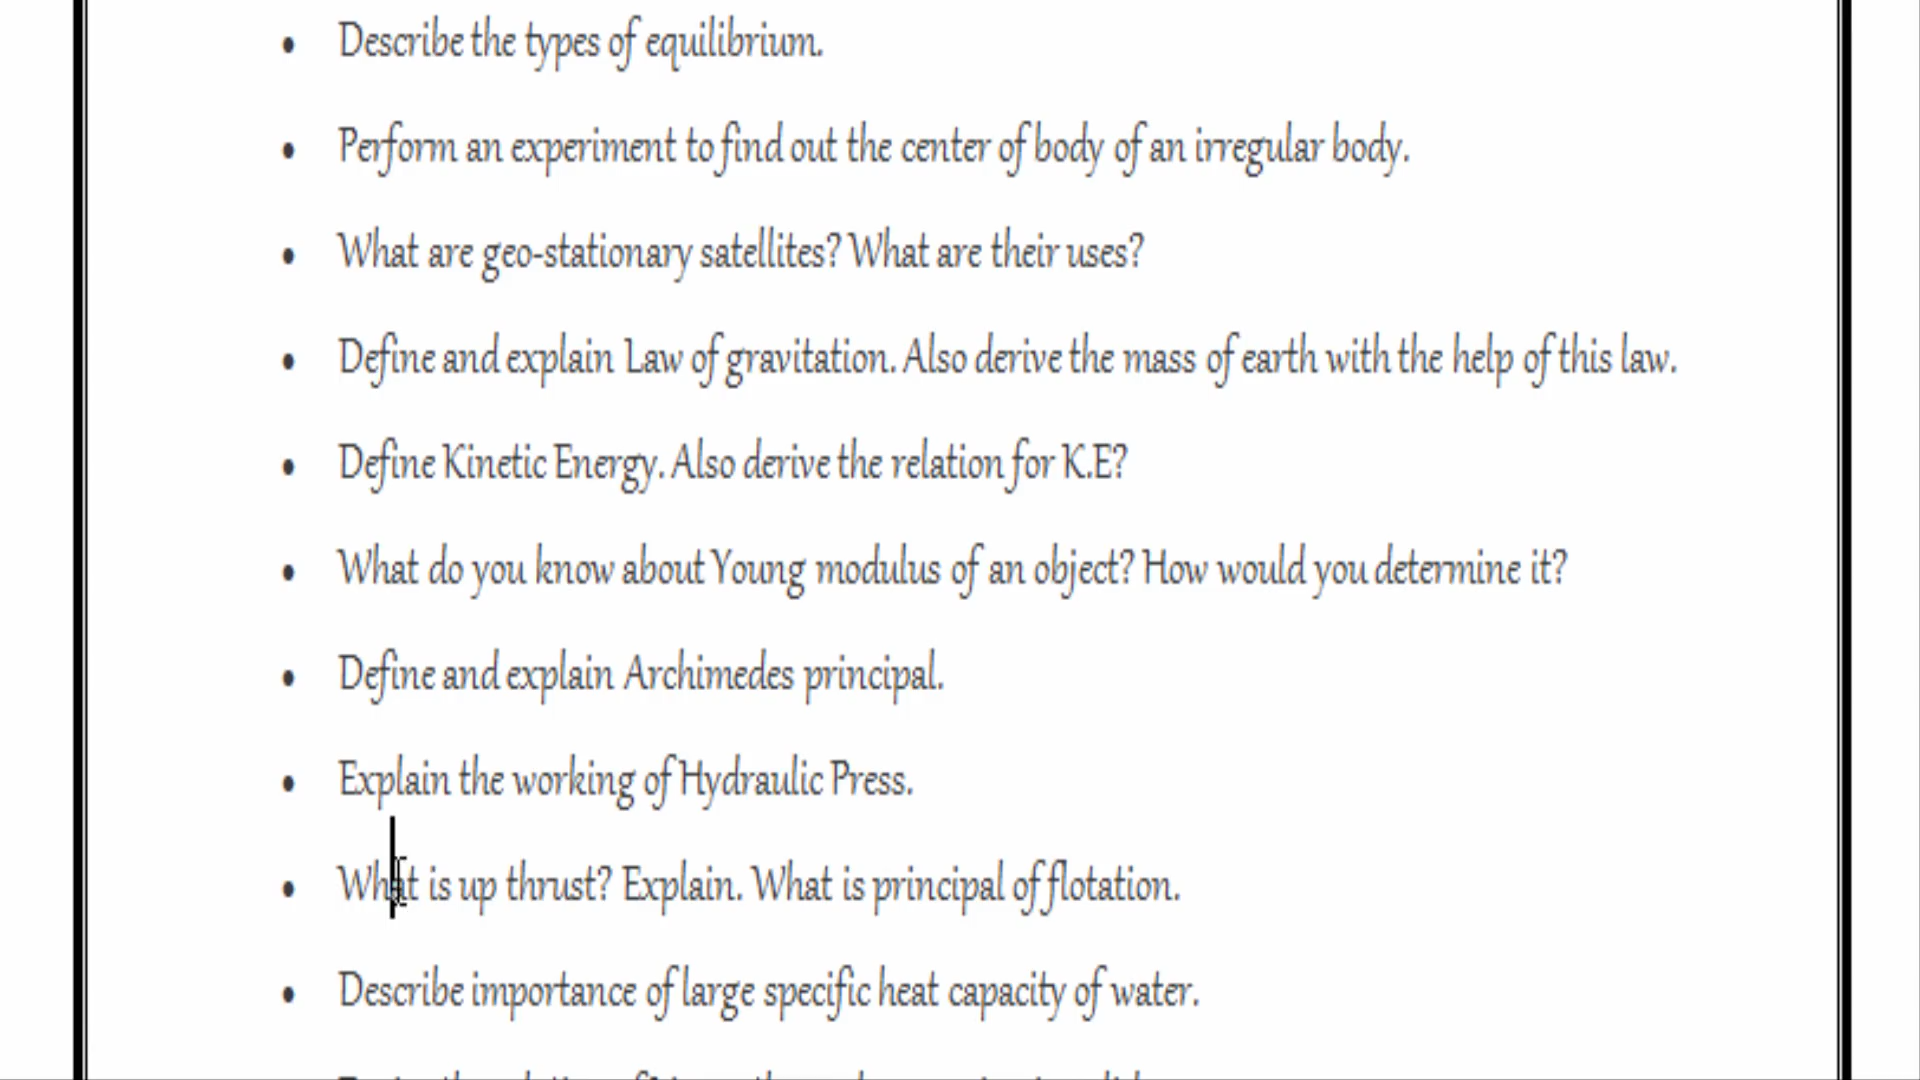 • Describe the types of equilibrium.
• Perform an experiment to find out the center of body of an irregular body.
• What are geo-stationary satellites? What are their uses?
• Define and explain Law of gravitation. Also derive the mass of earth with the help of this law.
• Define Kinetic Energy. Also derive the relation for K.E?
• What do you know about Young modulus of an object? How would you determine it?
• Define and explain Archimedes principal.
• Explain the working of Hydraulic Press.
• What is up thrust? Explain. What is principal of flotation.
• Describe importance of large specific heat capacity of water.